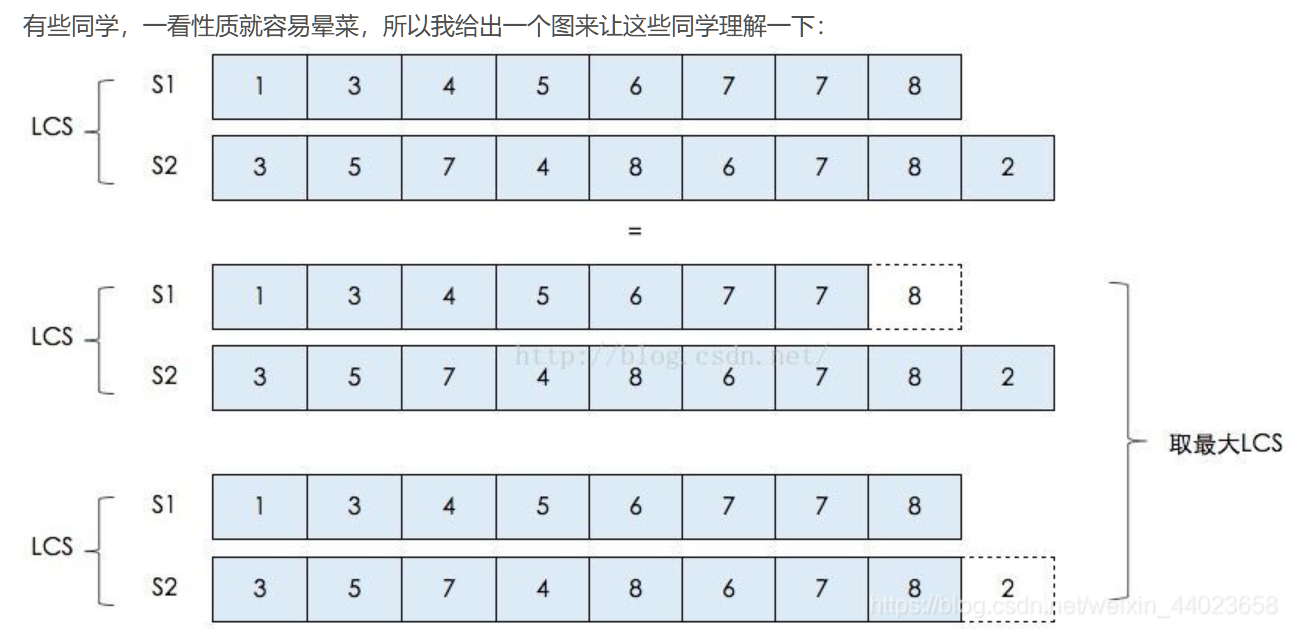 有些同学，一看性质就容易晕菜，所以我给出一个图来让这些同学理解一下：
S1 1 3 4 5 6 7 7 8
LCS
S2 3 5 7 4 8 6 7 8 2
=
S1 1 3 4 5 6 7 7 8
LCS
http://blog.csdn.net/
S2 3 5 7 4 8 6 7 8 2
取最大LCS
S1 1 3 4 5 6 7 7 8
LCS
S2 3 5 7 4 8 6 7 8 2
https://blog.csdn.net/weixin_44023658